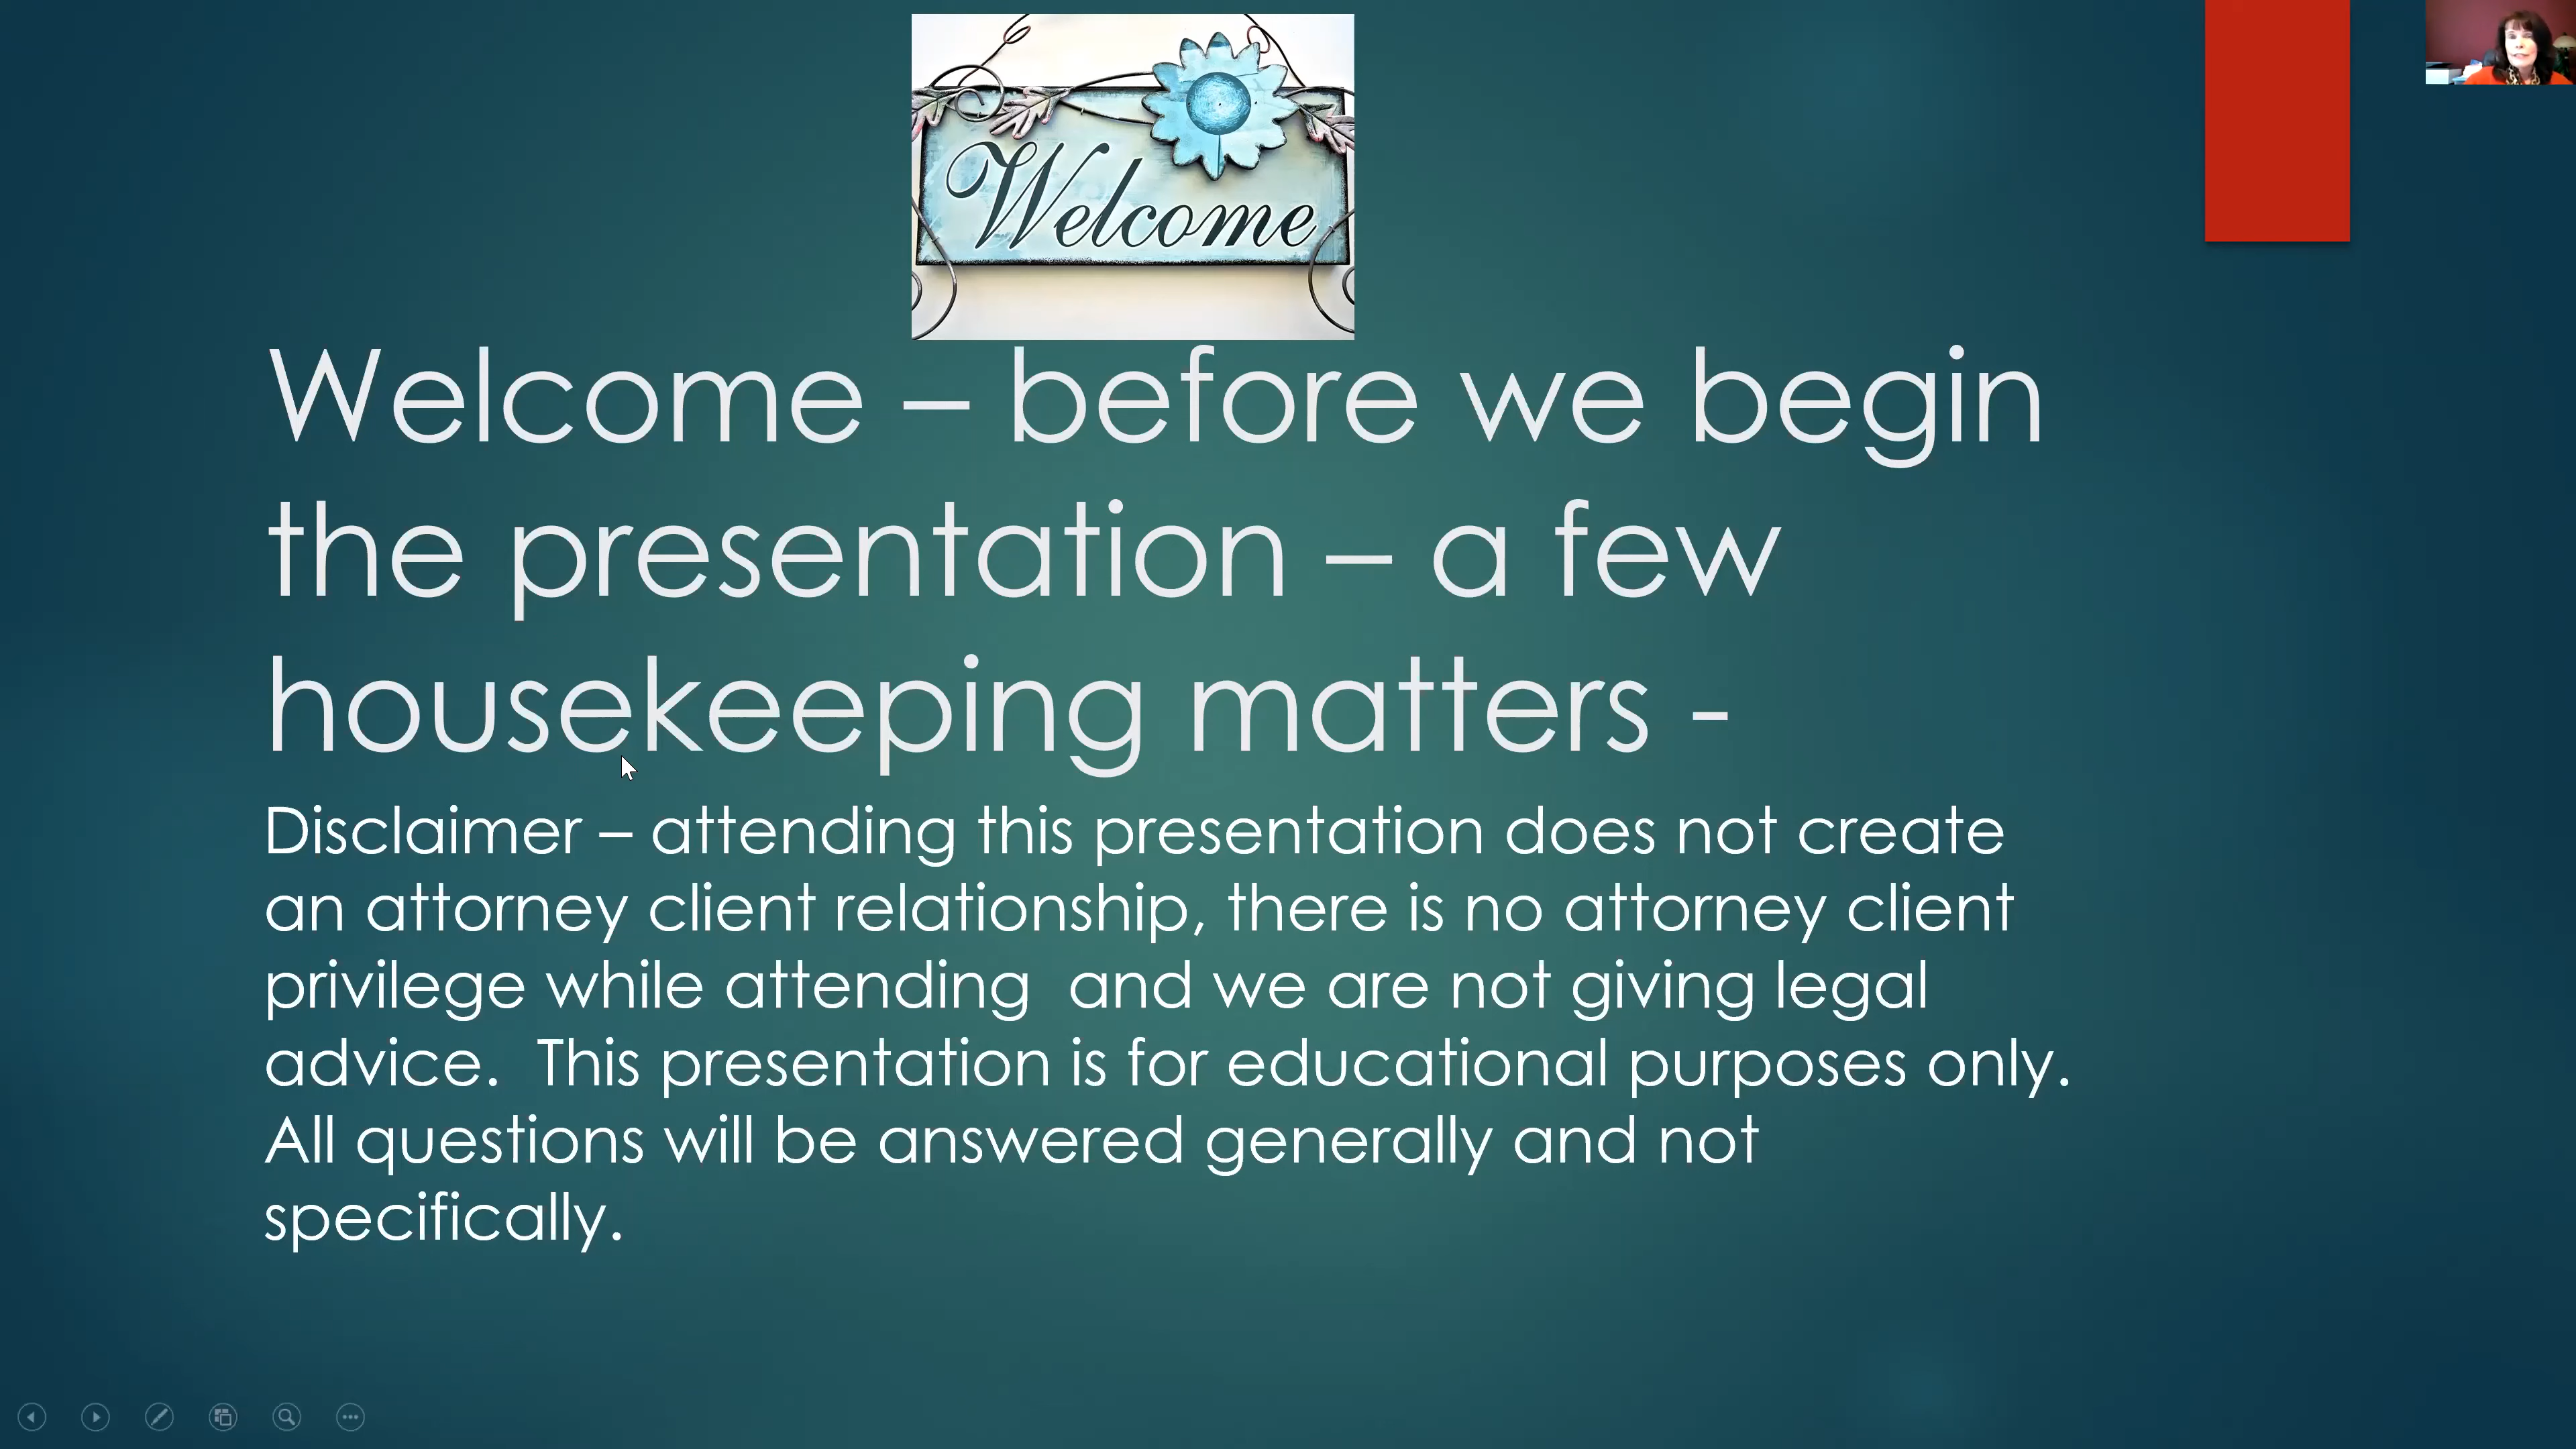 Welcome
Welcome – before we begin
the presentation – a few
housekeeping matters -
Disclaimer – attending this presentation does not create
an attorney client relationship, there is no attorney client
privilege while attending  and we are not giving legal
advice.  This presentation is for educational purposes only.
All questions will be answered generally and not
specifically.